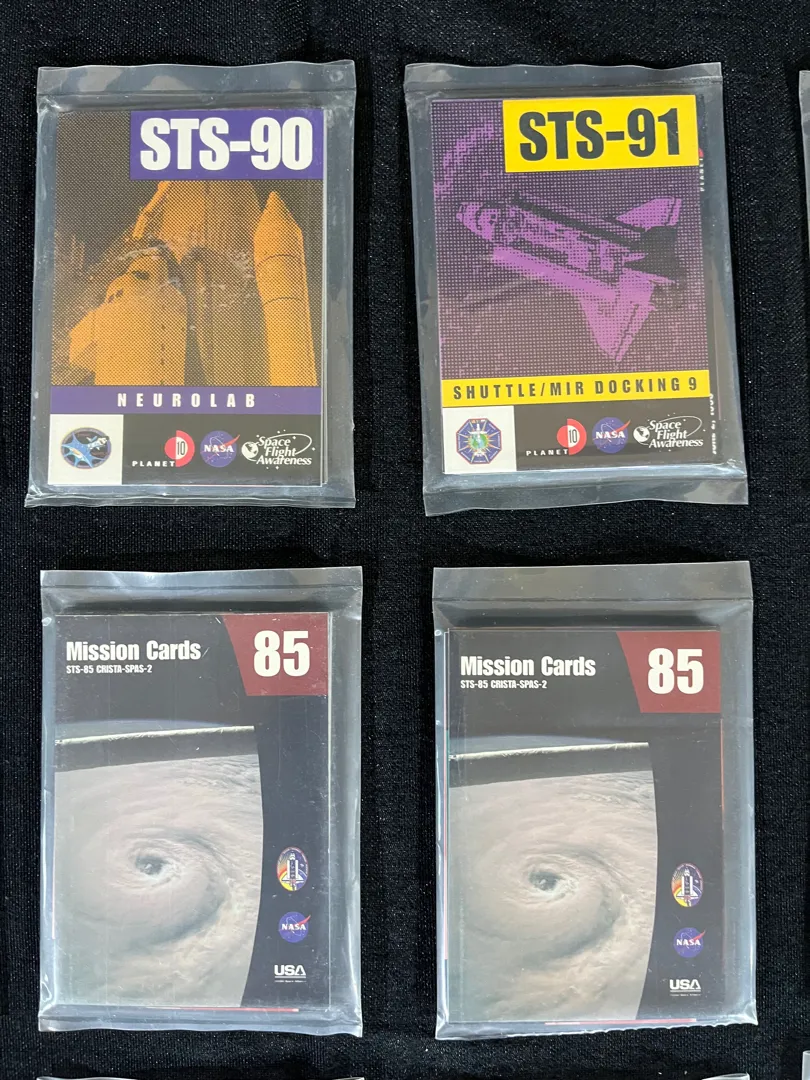 STS-90
NEUROLAB
PLANET 10
NASA
Space
Flight
Awareness
STS-91
PLANET
SHUTTLE/MIR DOCKING 9
PLANET 10
NASA
Space
Flight
Awareness
Mission Cards
85
STS-85 CRISTA-SPAS-2
NASA
USA
Mission Cards
85
STS-85 CRISTA-SPAS-2
NASA
USA